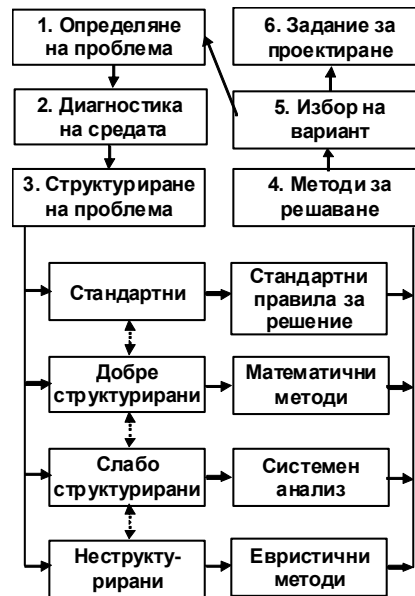 1. Определяне
на проблема
6. Задание за
проектиране
2. Диагностика
на средата
5. Избор на
вариант
3. Структуриране
на проблема
4. Методи за
решаване
Стандартни
Стандартни
правила за
решение
Добре
структурирани
Математични
методи
Слабо
структурирани
Системен
анализ
Неструкту-
рирани
Евристични
методи